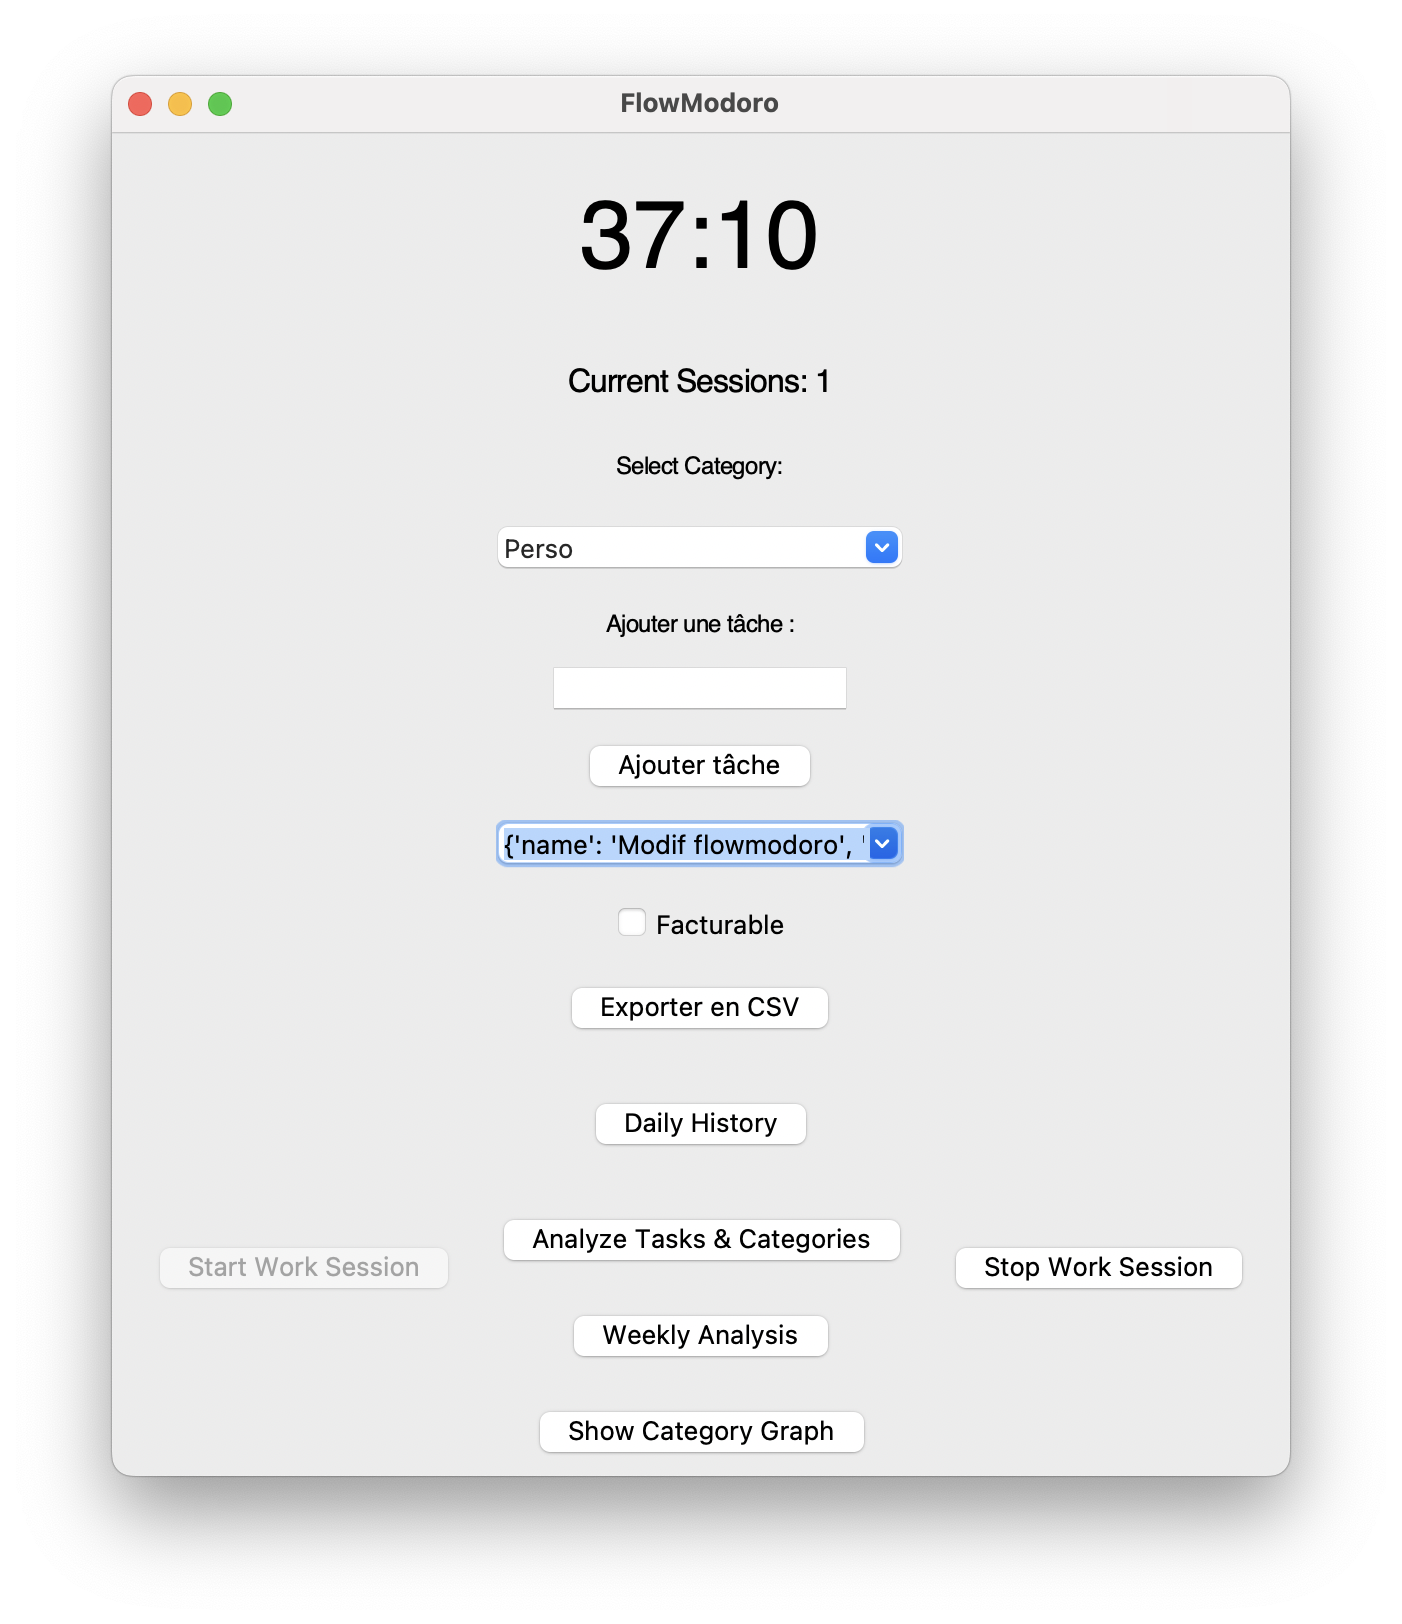 FlowModoro
37:10
Current Sessions: 1
Select Category:
Perso
Ajouter une tâche :
Ajouter tâche
{'name': 'Modif flowmodoro', '
Facturable
Exporter en CSV
Daily History
Analyze Tasks & Categories
Start Work Session
Stop Work Session
Weekly Analysis
Show Category Graph